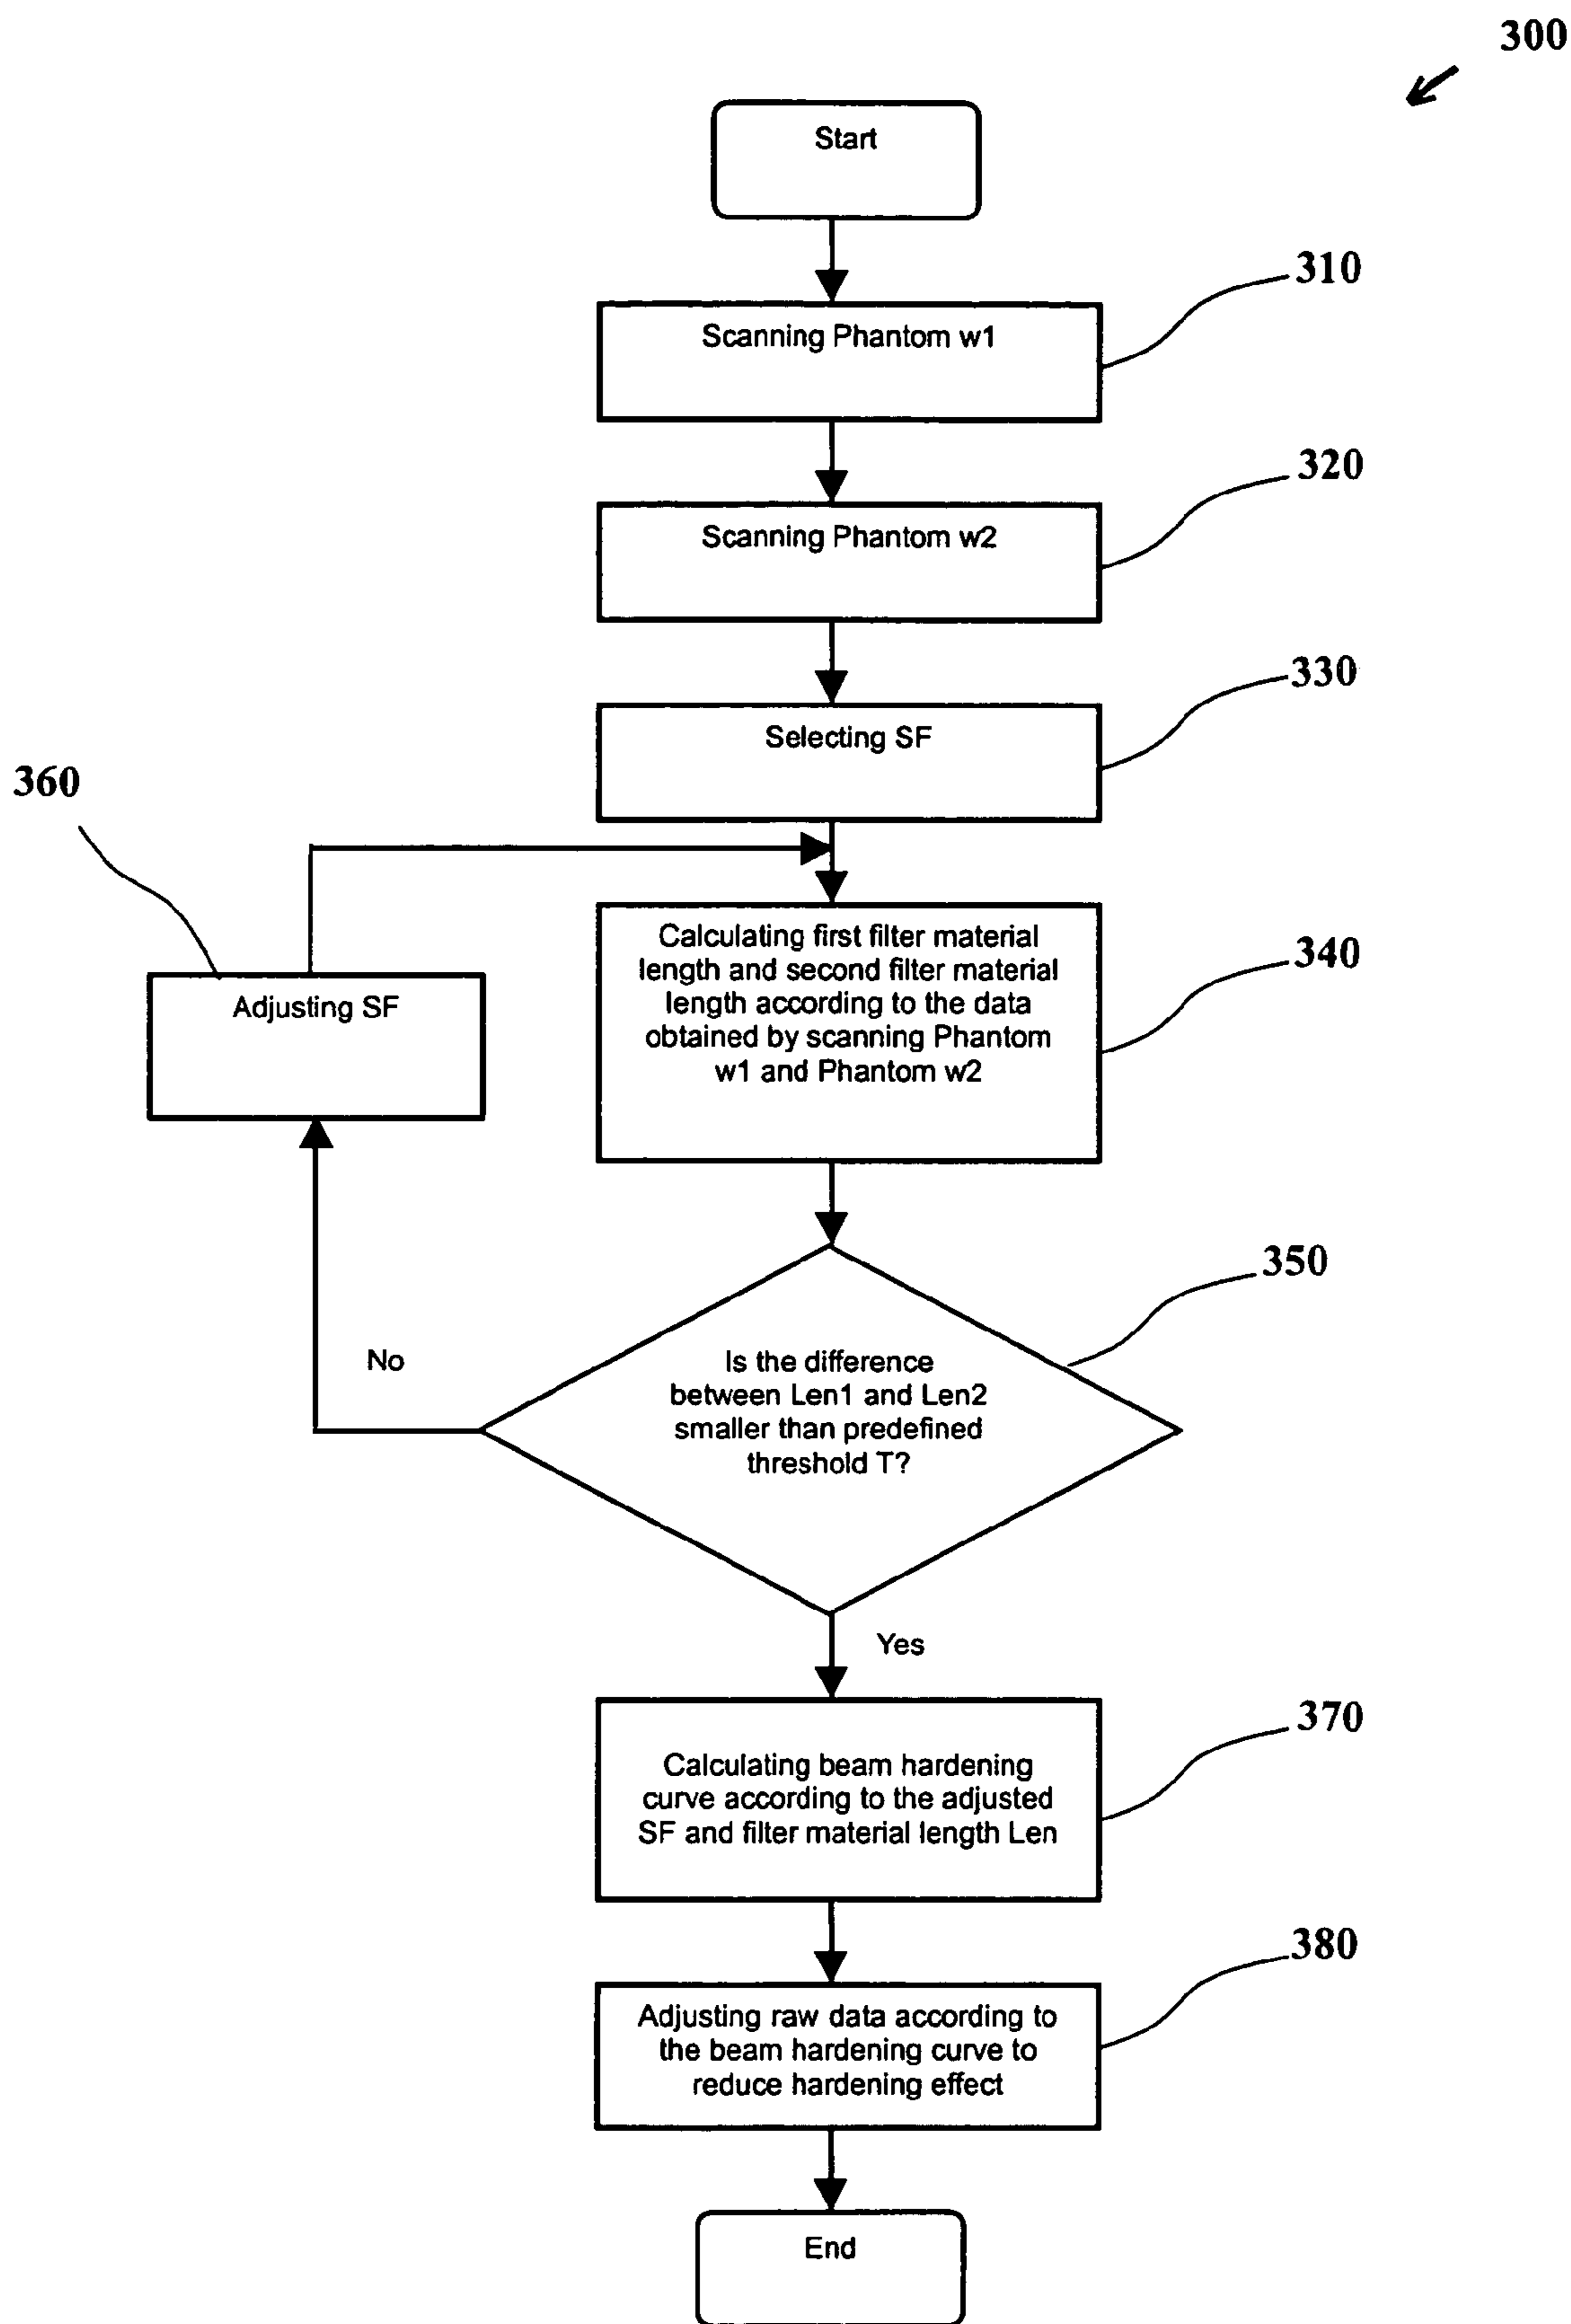 300
Start
310
Scanning Phantom w1
320
Scanning Phantom w2
330
Selecting SF
360
Adjusting SF
340
Calculating first filter material
length and second filter material
length according to the data
obtained by scanning Phantom
w1 and Phantom w2
350
No
Is the difference
between Len1 and Len2
smaller than predefined
threshold T?
Yes
370
Calculating beam hardening
curve according to the adjusted
SF and filter material length Len
380
Adjusting raw data according to
the beam hardening curve to
reduce hardening effect
End